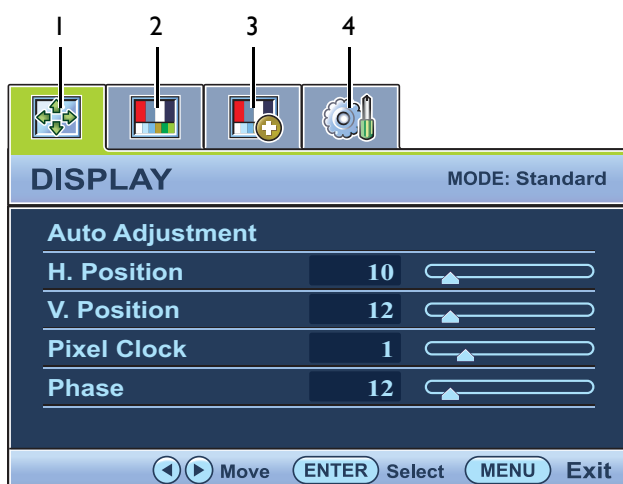 1 2 3 4
DISPLAY MODE: Standard
Auto Adjustment
H. Position 10
V. Position 12
Pixel Clock 1
Phase 12
Move ENTER Select MENU Exit